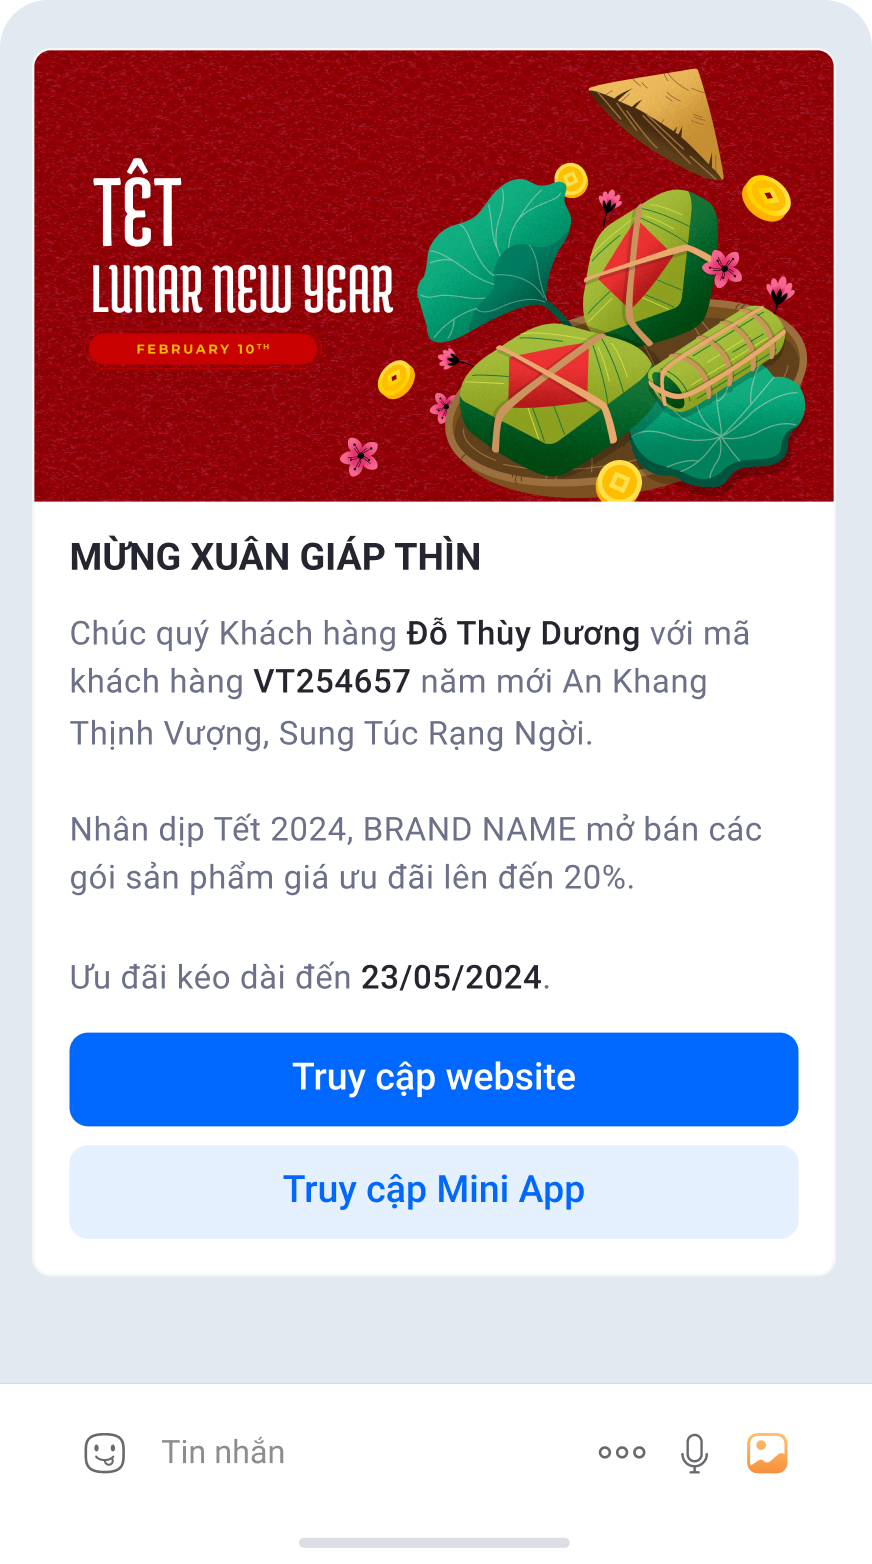 TÊT
LUNAR NEW YEAR
FEBRUARY 10TH
MỪNG XUÂN GIÁP THÌN
Chúc quý Khách hàng Đỗ Thùy Dương với mã
khách hàng VT254657 năm mới An Khang
Thịnh Vượng, Sung Túc Rạng Ngời.
Nhân dịp Tết 2024, BRAND NAME mở bán các
gói sản phẩm giá ưu đãi lên đến 20%.
Ưu đãi kéo dài đến 23/05/2024.
Truy cập website
Truy cập Mini App
Tin nhắn